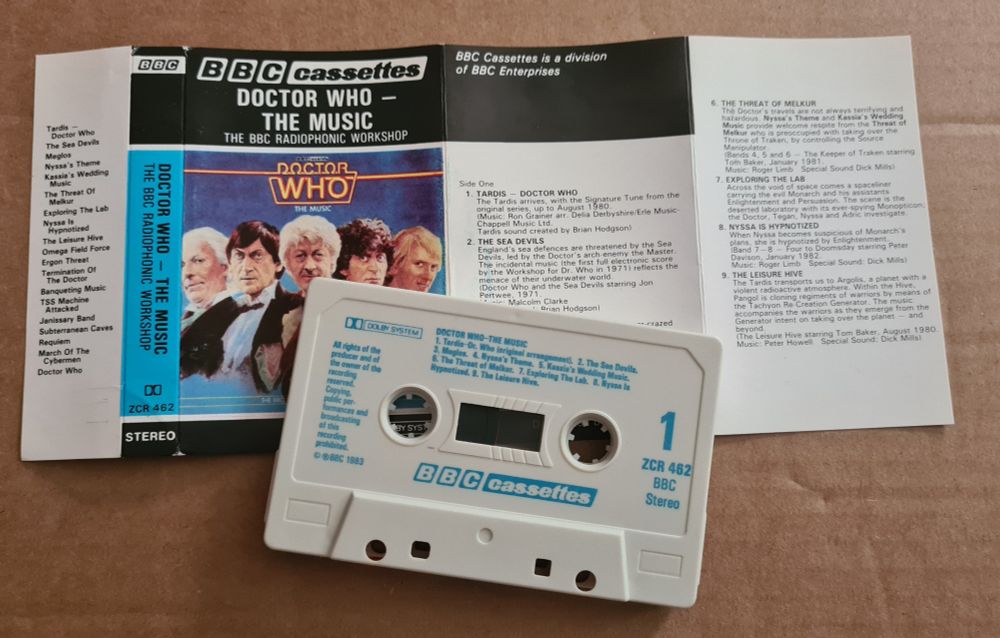 Tardis —
Doctor Who
The Sea Devils
Meglos
Nyssa's Theme
Kassia's Wedding
Music
The Threat Of
Melkur
Exploring The Lab
Nyssa Is
Hypnotized
The Leisure Hive
Omega Field Force
Ergon Threat
Termination Of
The Doctor
Banqueting Music
TSS Machine
Attacked
Janissary Band
Subterranean Caves
Requiem
March Of The
Cybermen
Doctor Who
BBC
DOCTOR WHO – THE MUSIC
THE BBC RADIOPHONIC WORKSHOP
ZCR 462
STEREO
BBC cassettes
DOCTOR WHO –
THE MUSIC
THE BBC RADIOPHONIC WORKSHOP
DOCTOR
WHO
THE MUSIC
BBC Cassettes is a division
of BBC Enterprises
Side One
1. TARDIS — DOCTOR WHO
The Tardis arrives, with the Signature Tune from the
original series, up to August 1980.
(Music: Ron Grainer arr. Delia Derbyshire/Erle Music-
Chappell Music Ltd.
Tardis sound created by Brian Hodgson)
2. THE SEA DEVILS
England's sea defences are threatened by the Sea
Devils, led by the Doctor's arch enemy the Master.
The incidental music (the first full electronic score
by the Workshop for Dr. Who in 1971) reflects the
menace of their underwater world.
(Doctor Who and the Sea Devils starring Jon
Pertwee, 1971.
Music: Malcolm Clarke
Brian Hodgson)
6. THE THREAT OF MELKUR
The Doctor's travels are not always terrifying and
hazardous. Nyssa's Theme and Kassia's Wedding
Music provide welcome respite from the Threat of
Melkur who is preoccupied with taking over the
Throne of Traken, by controlling the Source
Manipulator.
(Bands 4, 5 and 6 — The Keeper of Traken starring
Tom Baker, January 1981.
Music: Roger Limb Special Sound Dick Mills)
7. EXPLORING THE LAB
Across the void of space comes a spaceliner
carrying the evil Monarch and his assistants
Enlightenment and Persuasion. The scene is the
deserted laboratory with its ever-spying Monopticon;
the Doctor, Tegan, Nyssa and Adric investigate.
8. NYSSA IS HYPNOTIZED
When Nyssa becomes suspicious of Monarch's
plans, she is hypnotized by Enlightenment.
(Band 7 – 8 – Four to Doomsday starring Peter
Davison, January 1982.
Music: Roger Limb Special Sound: Dick Mills)
9. THE LEISURE HIVE
The Tardis transports us to Argolis, a planet with a
violent radioactive atmosphere. Within the Hive,
Pangol is cloning regiments of warriors by means of
the Tachyon Re Creation Generator. The music
accompanies the warriors as they emerge from the
Generator intent on taking over the planet — and
beyond.
(The Leisure Hive starring Tom Baker, August 1980.
Music: Peter Howell Special Sound: Dick Mills)
DOLBY SYSTEM
DOCTOR WHO–THE MUSIC
1. Tardis–Dr. Who (original arrangement). 2. The Sea Devils.
3. Meglos. 4. Nyssa's Theme. 5. Kassia's Wedding Music.
6. The Threat of Melkur. 7. Exploring The Lab. 8. Nyssa Is
Hypnotized. 9. The Leisure Hive.
All rights of the
producer and of
the owner of the
recording
reserved.
Copying,
public per-
formances and
broadcasting
of this
recording
prohibited.
© ℗ BBC 1983
BY SYS
1
ZCR 462
BBC
Stereo
BBC cassettes